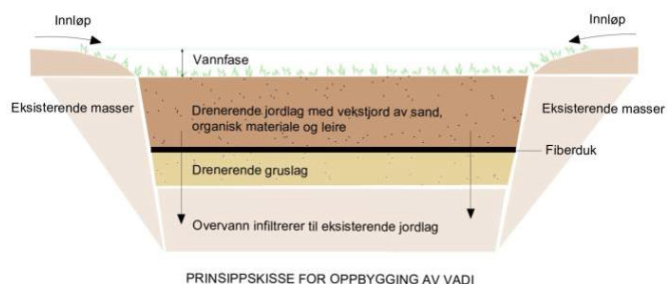 Innløp
Innløp
Vannfase
Eksisterende masser
Drenerende jordlag med vekstjord av sand,
organisk materiale og leire
Eksisterende masser
Fiberduk
Drenerende gruslag
Overvann infiltrerer til eksisterende jordlag
PRINSIPPSKISSE FOR OPPBYGGING AV VADI